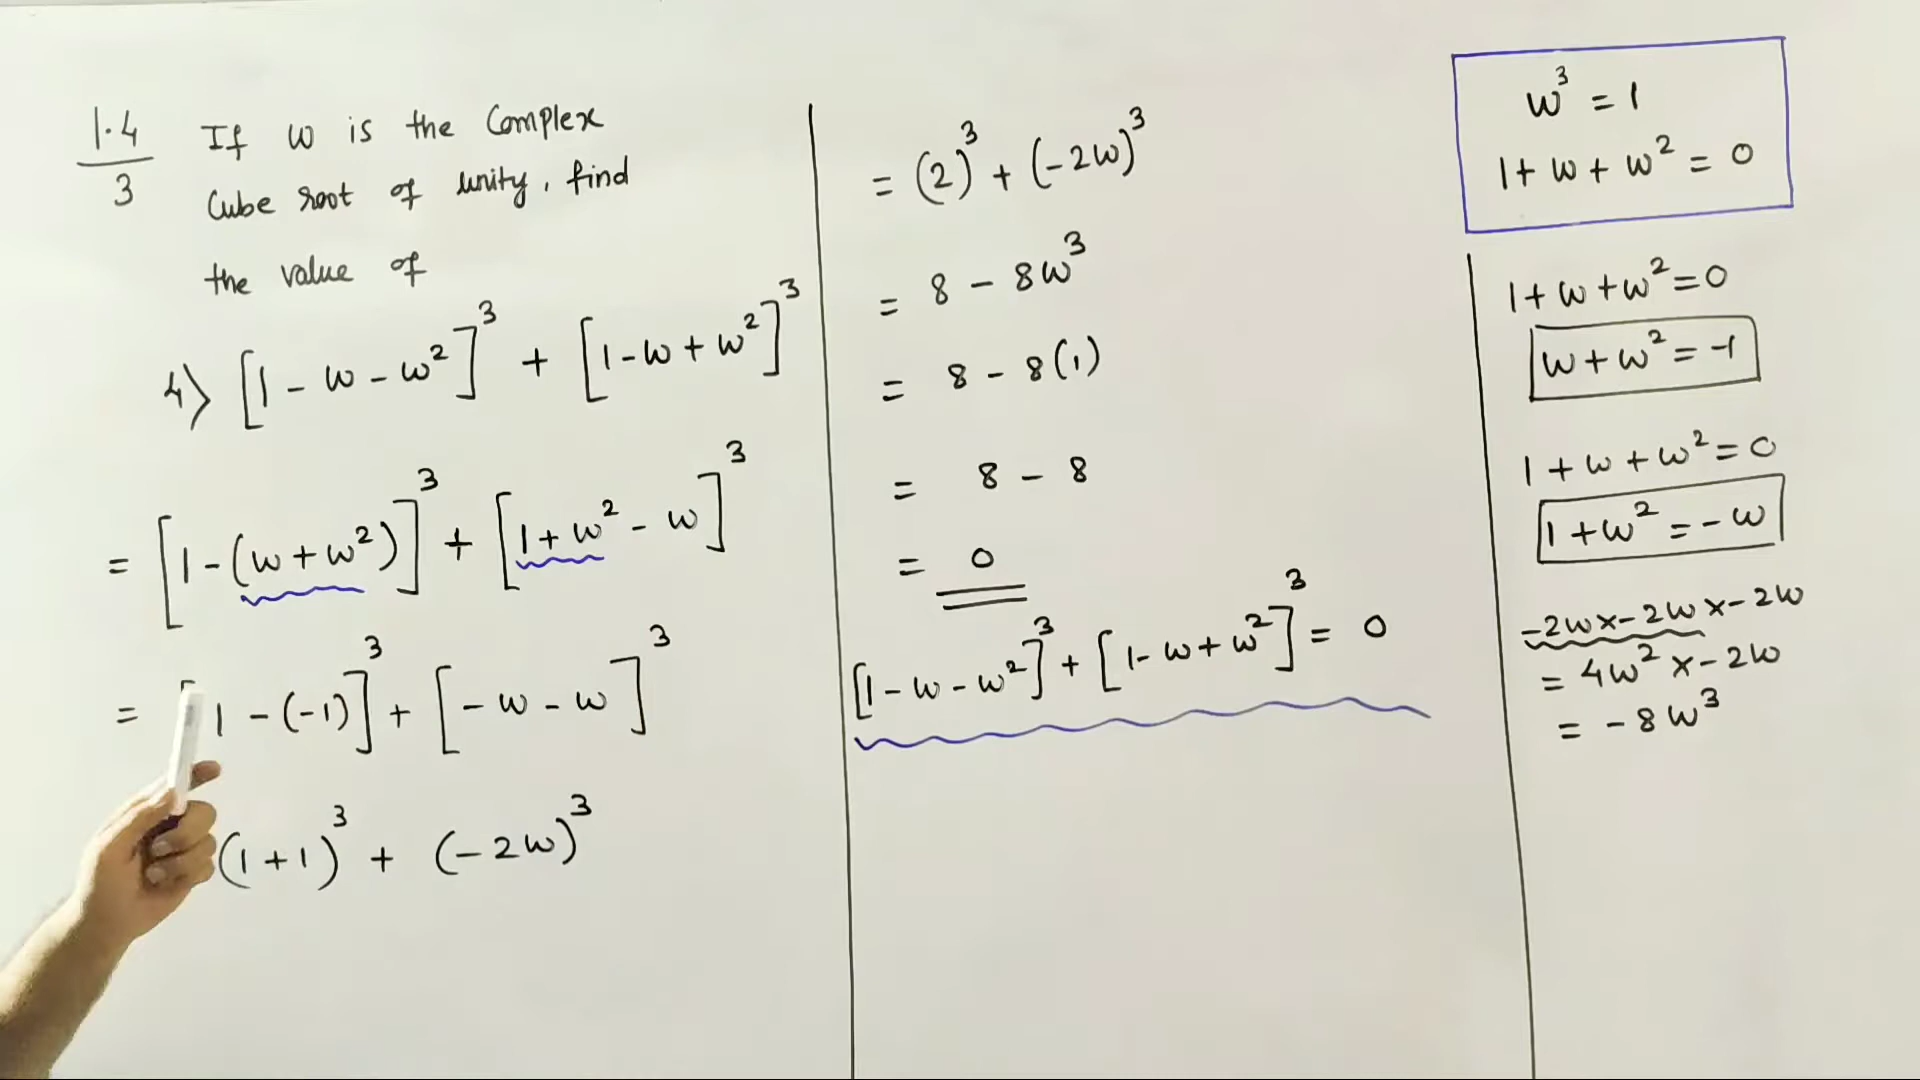 1.4
3
If w is the Complex
Cube root of unity, find
the value of
4) [1 - w - w²]³ + [1 - w + w²]³
= [1 - (w + w²)]³ + [1 + w² - w]³
= [1 - (-1)]³ + [- w - w]³
(1 + 1)³ + (-2w)³
= (2)³ + (-2w)³
= 8 - 8w³
= 8 - 8(1)
= 8 - 8
= 0
[1 - w - w²]³ + [1 - w + w²]³ = 0
w³ = 1
1 + w + w² = 0
1 + w + w² = 0
w + w² = -1
1 + w + w² = 0
1 + w² = - w
-2w x -2w x -2w
= 4w² x -2w
= -8w³